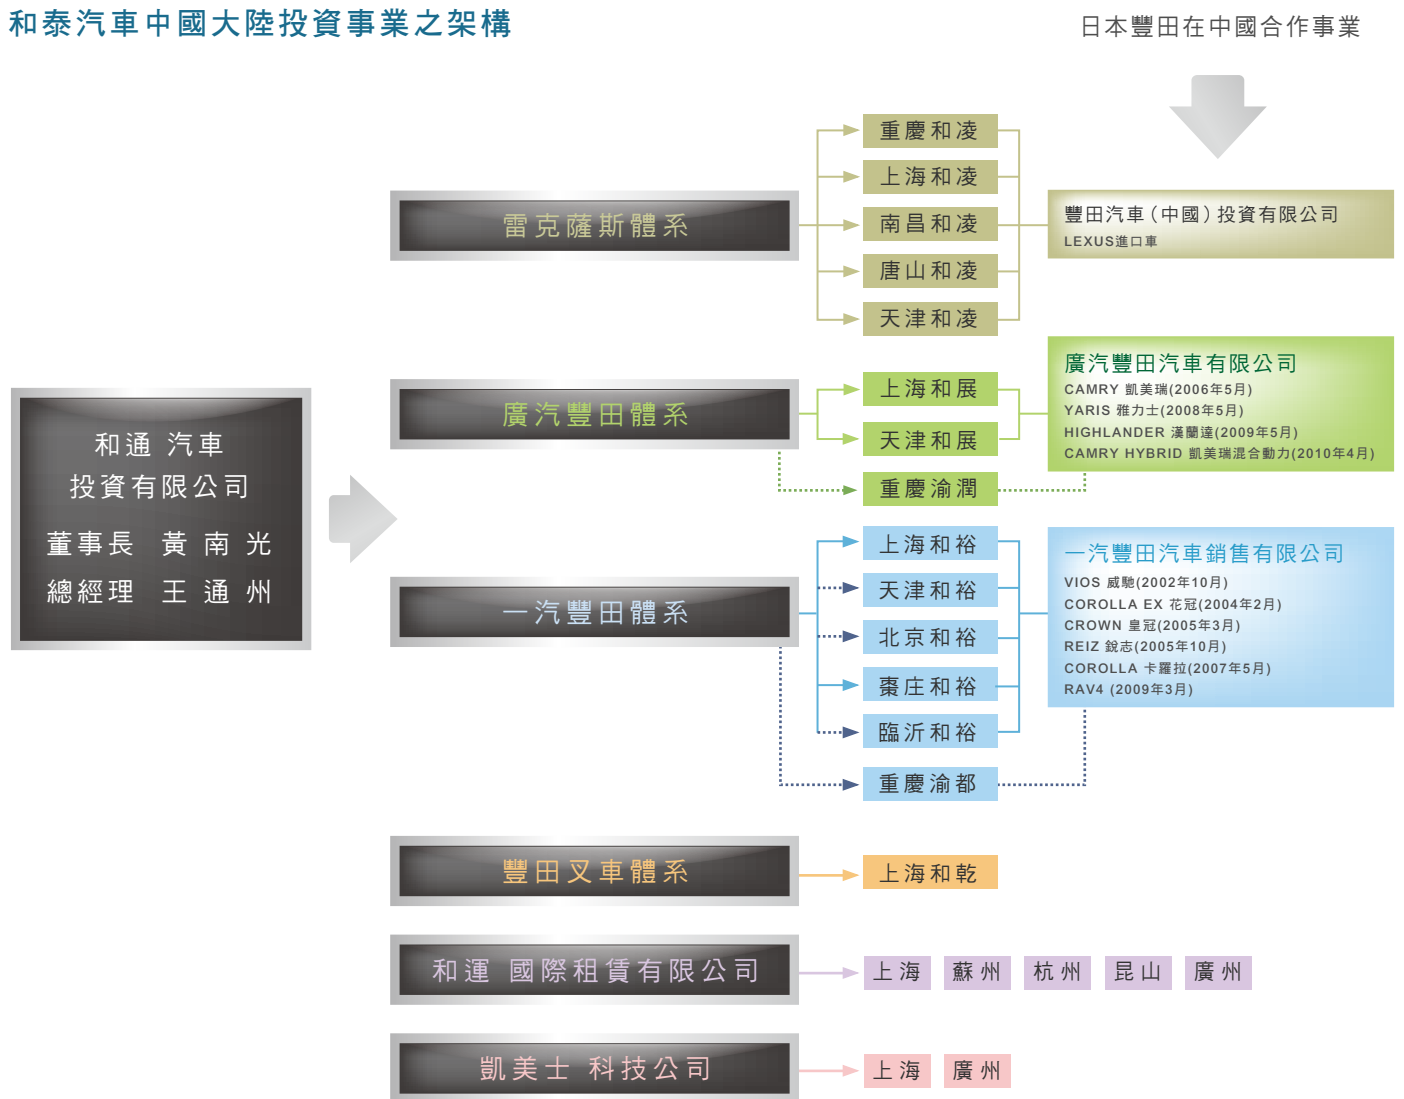 和泰汽車中國大陸投資事業之架構
日本豐田在中國合作事業
和通 汽車
投資有限公司
董事長 黃南光
總經理 王通州
雷克薩斯體系
重慶和凌
上海和凌
南昌和凌
唐山和凌
天津和凌
豐田汽車(中國)投資有限公司
LEXUS進口車
廣汽豐田體系
上海和展
天津和展
重慶渝潤
廣汽豐田汽車有限公司
CAMRY 凱美瑞(2006年5月)
YARIS 雅力士(2008年5月)
HIGHLANDER 漢蘭達(2009年5月)
CAMRY HYBRID 凱美瑞混合動力(2010年4月)
一汽豐田體系
上海和裕
天津和裕
北京和裕
棗庄和裕
臨沂和裕
重慶渝都
一汽豐田汽車銷售有限公司
VIOS 威馳(2002年10月)
COROLLA EX 花冠(2004年2月)
CROWN 皇冠(2005年3月)
REIZ 銳志(2005年10月)
COROLLA 卡羅拉(2007年5月)
RAV4 (2009年3月)
豐田叉車體系
上海和乾
和運 國際租賃有限公司
上海 蘇州 杭州 昆山 廣州
凱美士 科技公司
上海 廣州